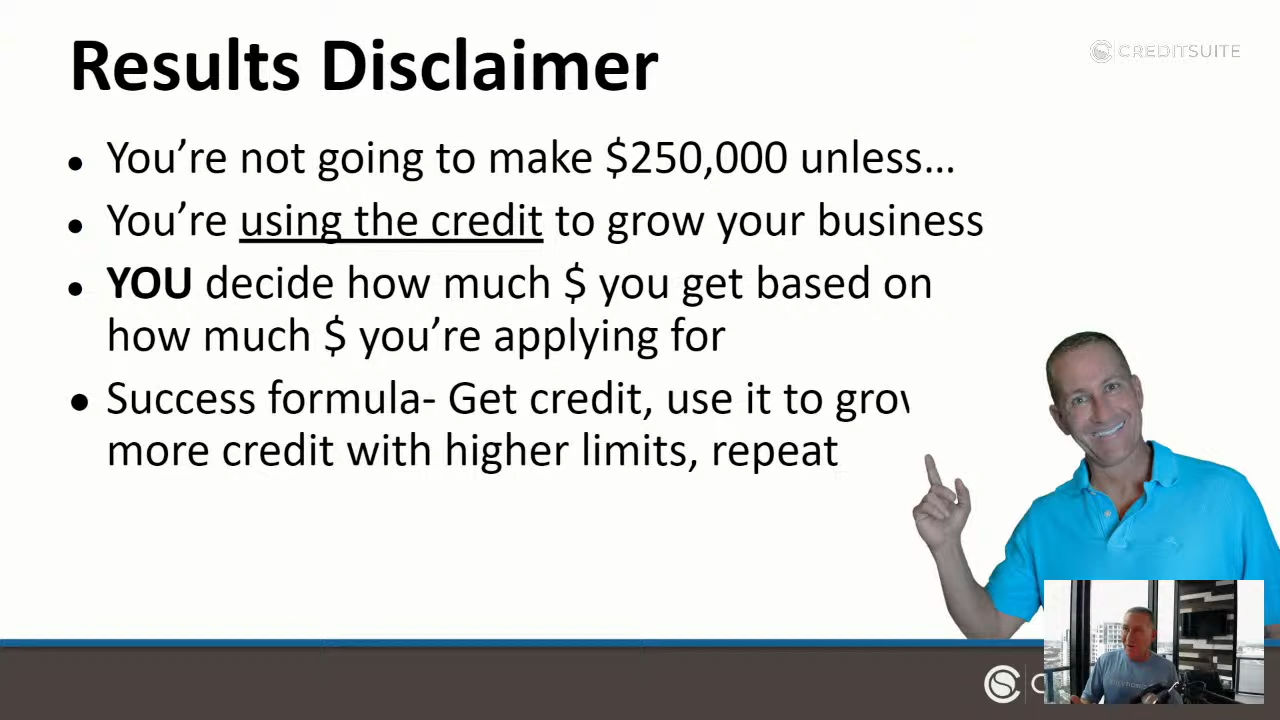 Results Disclaimer
CREDITSUITE
● You’re not going to make $250,000 unless…
● You’re using the credit to grow your business
● YOU decide how much $ you get based on
how much $ you’re applying for
● Success formula- Get credit, use it to
more credit with higher limits, repeat